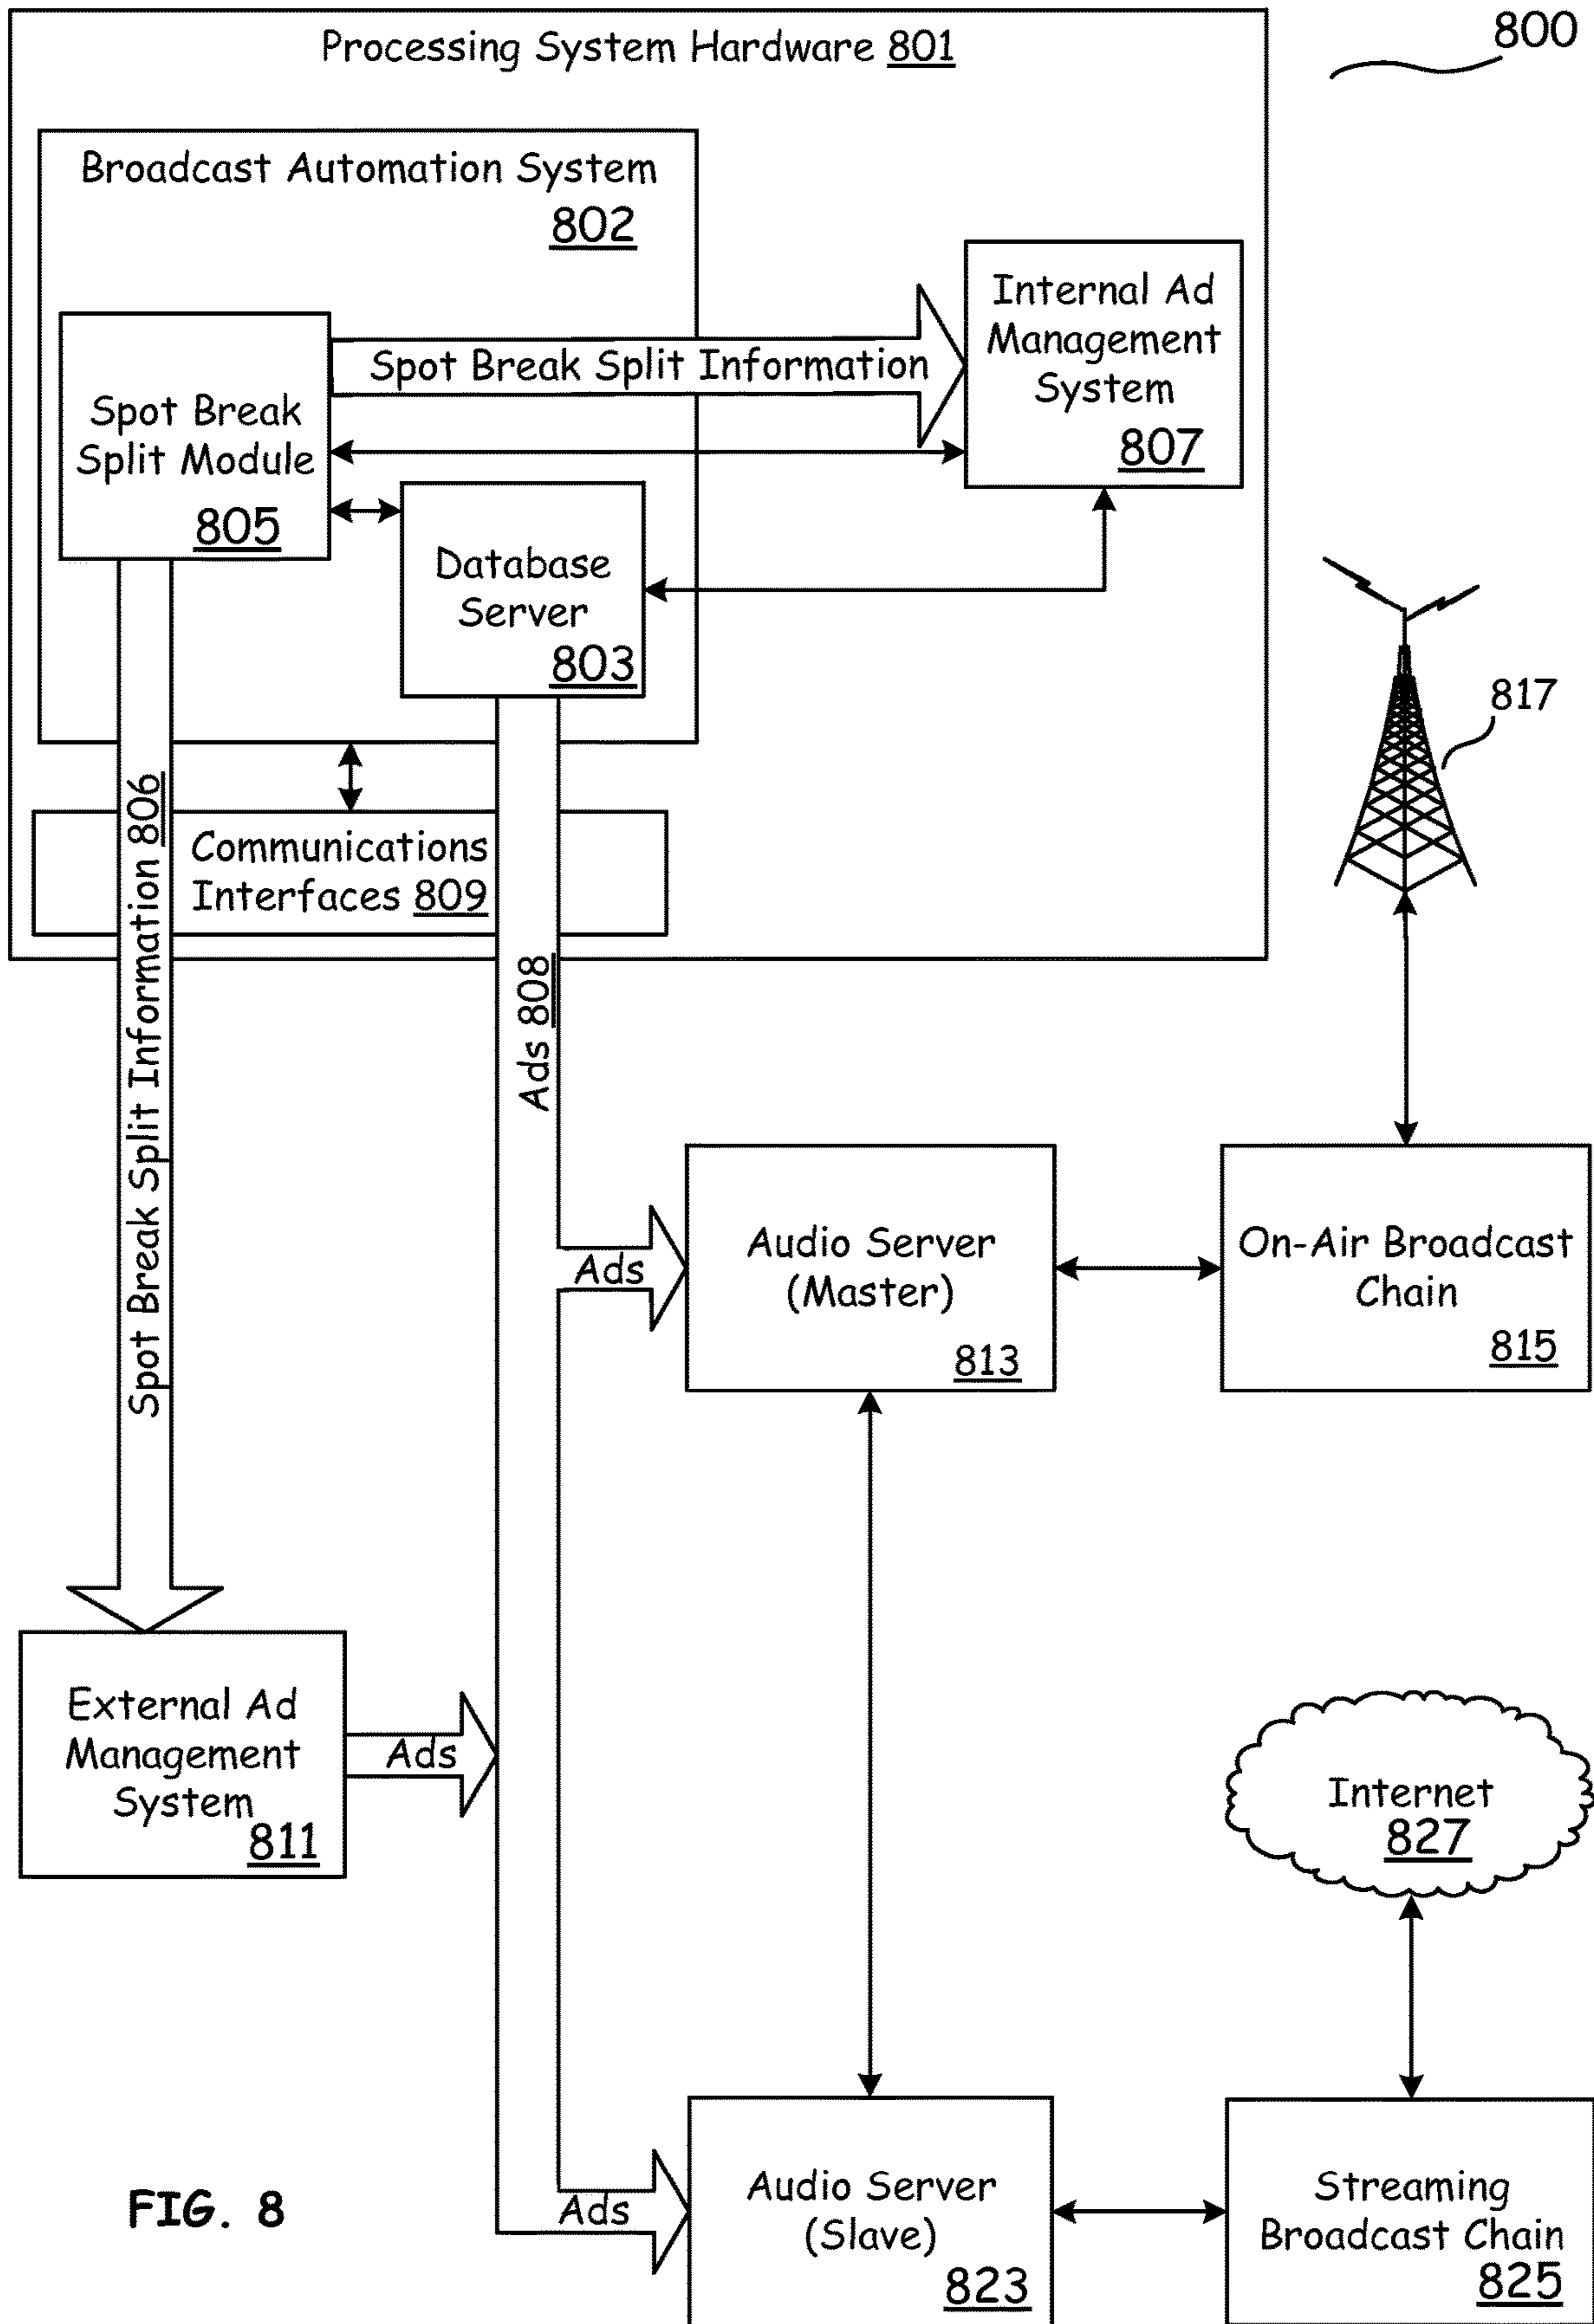 Processing System Hardware 801
800
Broadcast Automation System
802
Internal Ad
Management
System
807
Spot Break Split Information
Spot Break
Split Module
805
Database
Server
803
817
Communications
Interfaces 809
Spot Break Split Information 806
Ads 808
Ads
Audio Server
(Master)
813
On-Air Broadcast
Chain
815
External Ad
Management
System
811
Ads
Internet
827
Ads
Audio Server
(Slave)
823
Streaming
Broadcast Chain
825
FIG. 8